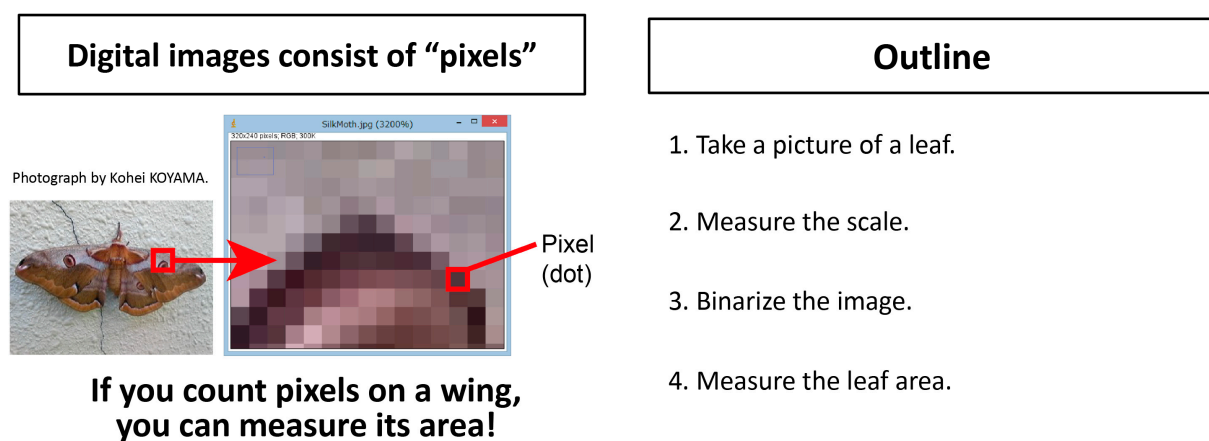 Digital images consist of “pixels”
SilkMoth.jpg (3200%)
320x240 pixels; RGB; 300K
Photograph by Kohei KOYAMA.
Pixel
(dot)
If you count pixels on a wing,
you can measure its area!
Outline
1. Take a picture of a leaf.
2. Measure the scale.
3. Binarize the image.
4. Measure the leaf area.